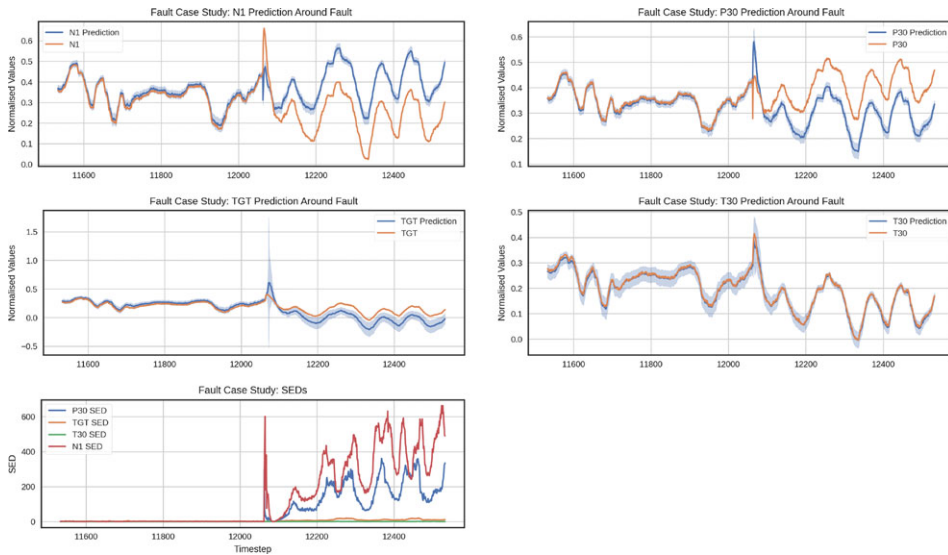 Fault Case Study: N1 Prediction Around Fault
N1 Prediction
N1
Normalised Values
0.6
0.5
0.4
0.3
0.2
0.1
0.0
11600 11800 12000 12200 12400
Fault Case Study: P30 Prediction Around Fault
P30 Prediction
P30
Normalised Values
0.6
0.5
0.4
0.3
0.2
0.1
11600 11800 12000 12200 12400
Fault Case Study: TGT Prediction Around Fault
TGT Prediction
TGT
Normalised Values
1.5
1.0
0.5
0.0
−0.5
11600 11800 12000 12200 12400
Fault Case Study: T30 Prediction Around Fault
T30 Prediction
T30
Normalised Values
0.5
0.4
0.3
0.2
0.1
0.0
11600 11800 12000 12200 12400
Fault Case Study: SEDs
P30 SED
TGT SED
T30 SED
N1 SED
SED
600
400
200
0
11600 11800 12000 12200 12400
Timestep